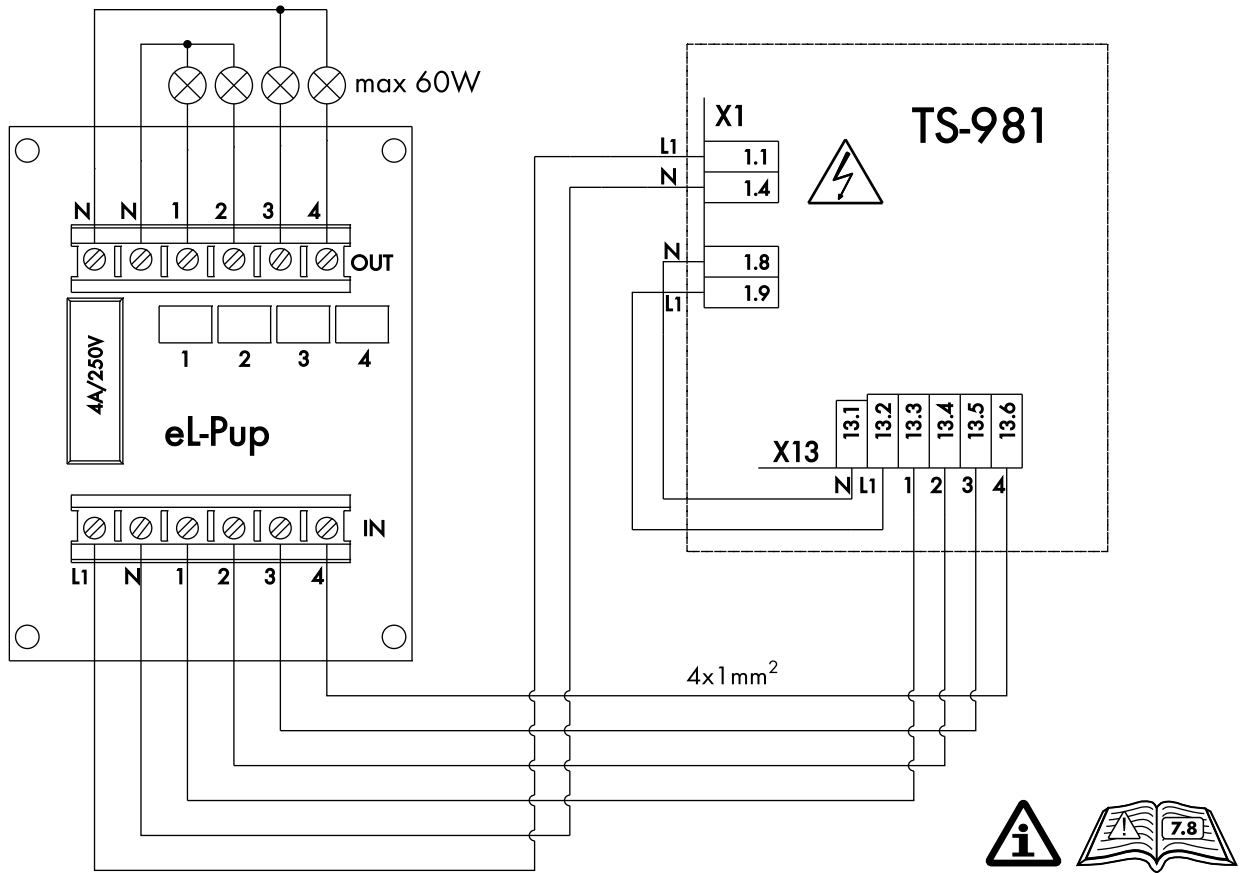 max 60W
N N 1 2 3 4
OUT
4A/250V
1 2 3 4
eL-Pup
IN
L1 N 1 2 3 4
TS-981
X1
L1 1.1
N 1.4
N 1.8
L1 1.9
X13
13.1 13.2 13.3 13.4 13.5 13.6
N L1 1 2 3 4
4x1mm²
7.8